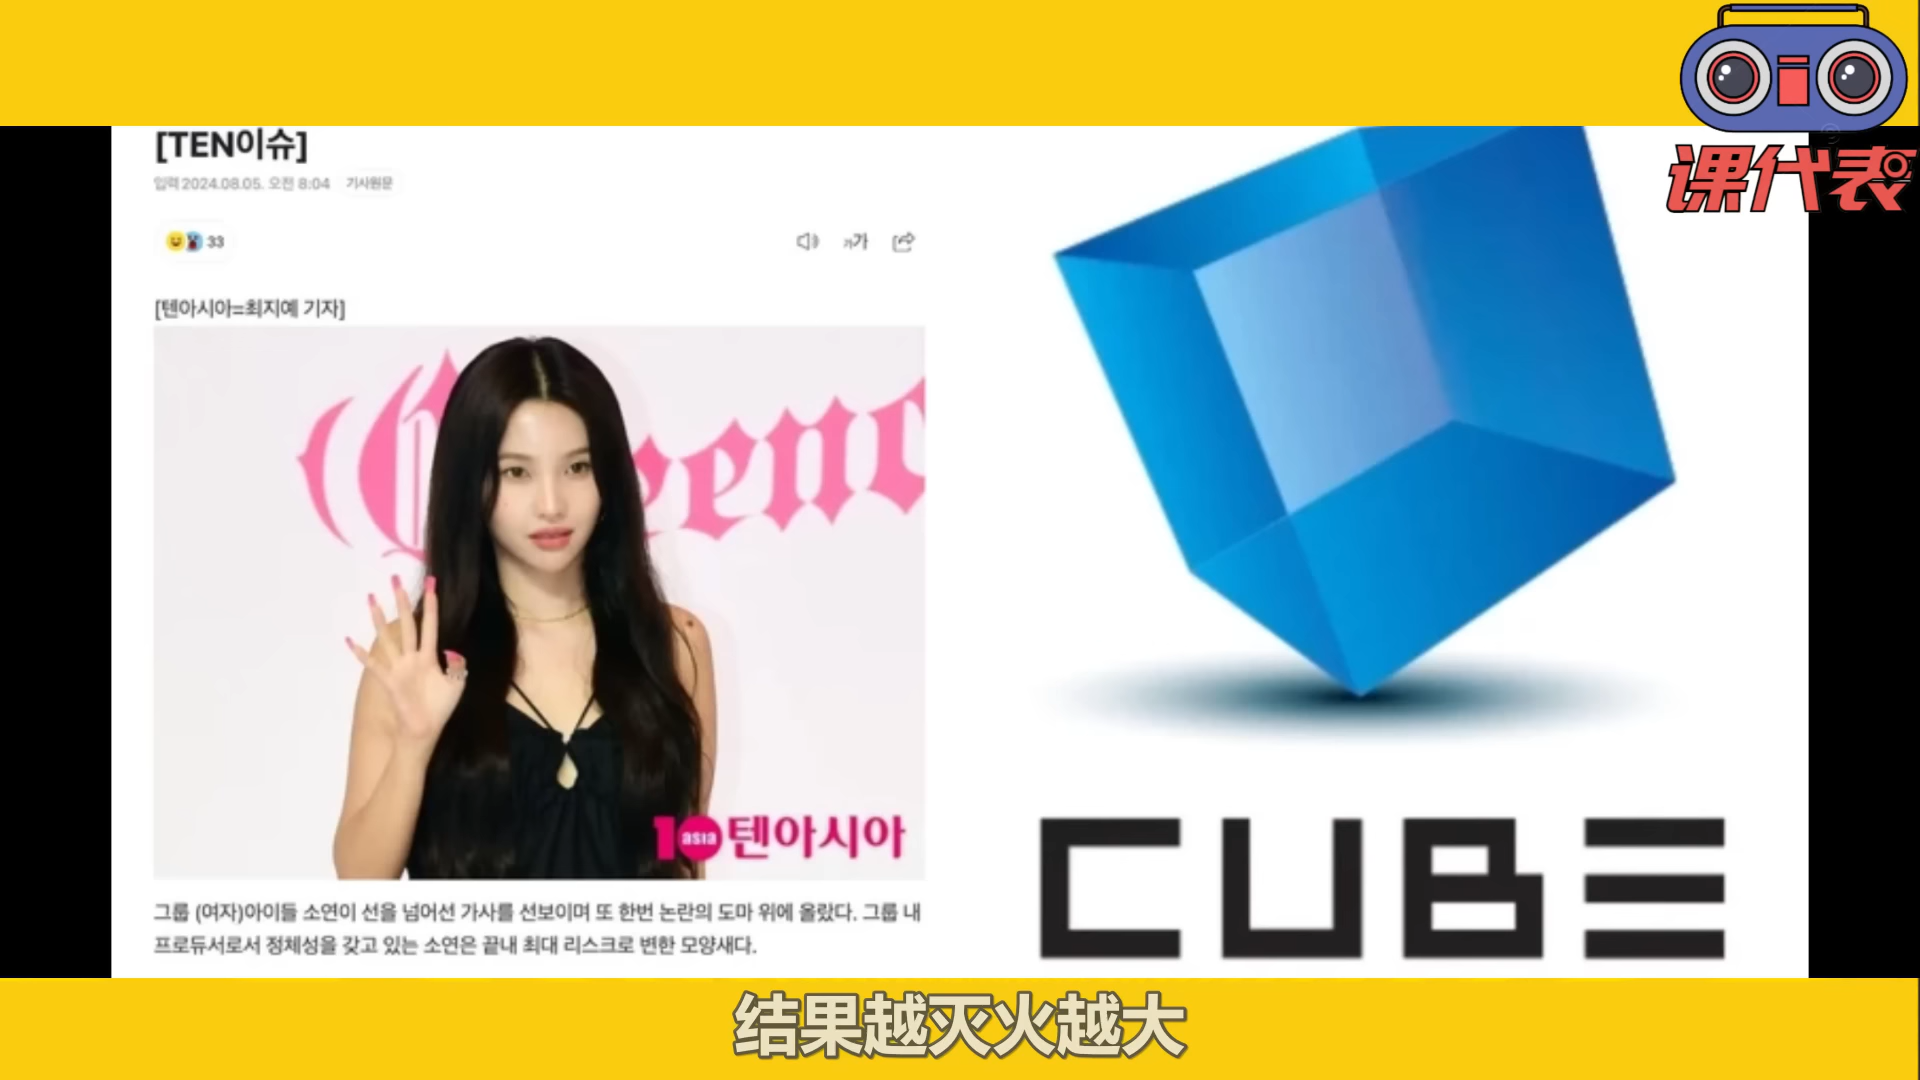 [TEN이슈]
입력 2024.08.05. 오전 8:04 기사원문
33
가가
[텐아시아=최지예 기자]
Queenc
10 asia 텐아시아
그룹 (여자)아이들 소연이 선을 넘어선 가사를 선보이며 또 한번 논란의 도마 위에 올랐다. 그룹 내
프로듀서로서 정체성을 갖고 있는 소연은 끝내 최대 리스크로 변한 모양새다.
CUBE
课代表
结果越灭火越大